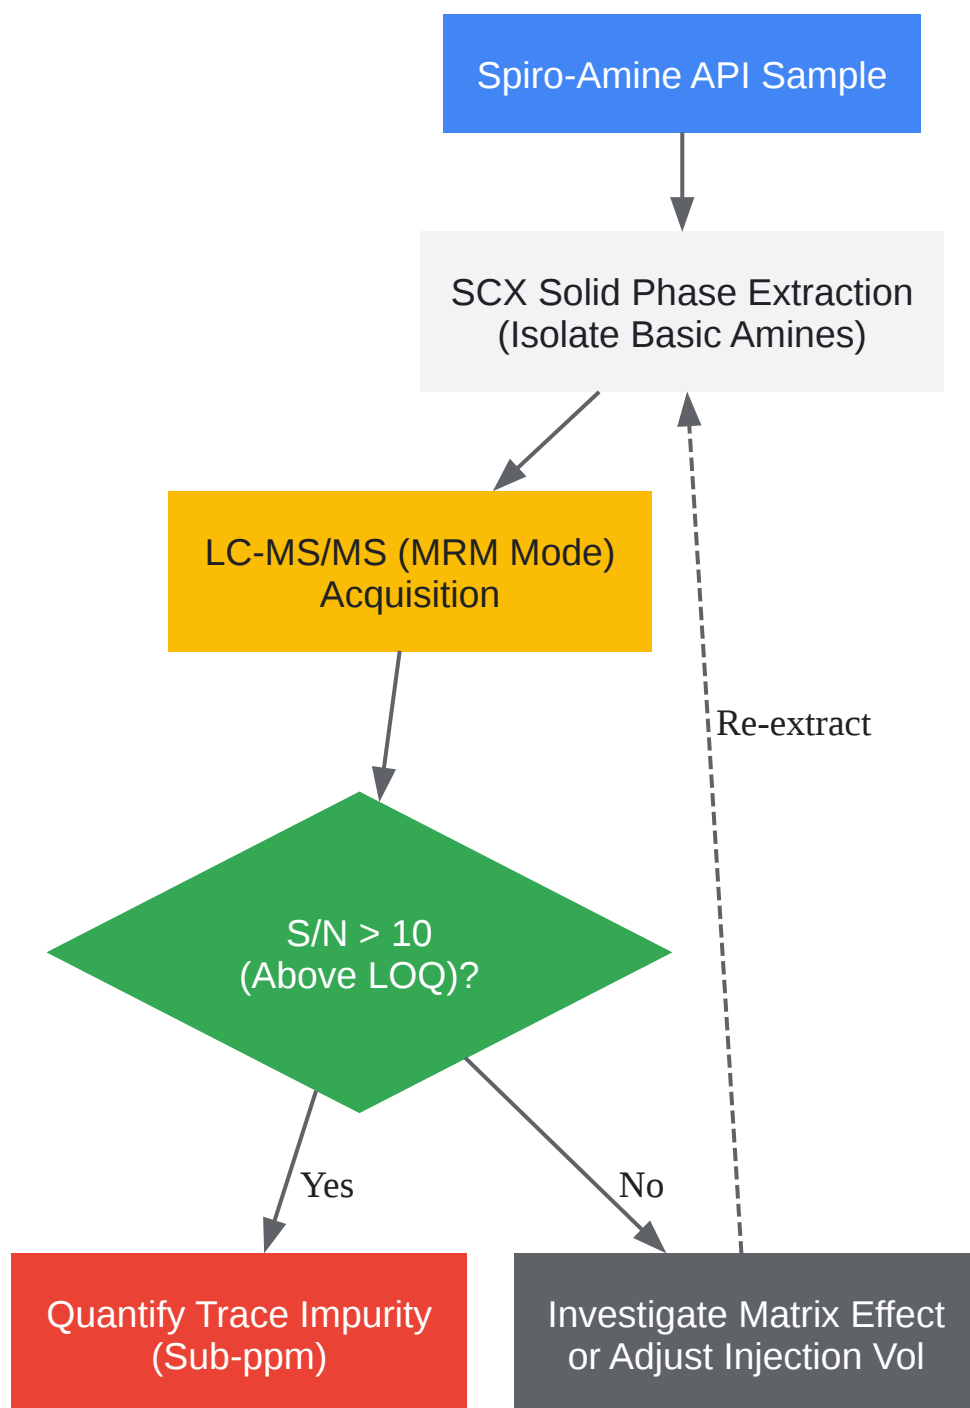 Spiro-Amine API Sample
SCX Solid Phase Extraction
(Isolate Basic Amines)
LC-MS/MS (MRM Mode)
Acquisition
Re-extract
S/N > 10
(Above LOQ)?
Yes
No
Quantify Trace Impurity
(Sub-ppm)
Investigate Matrix Effect
or Adjust Injection Vol